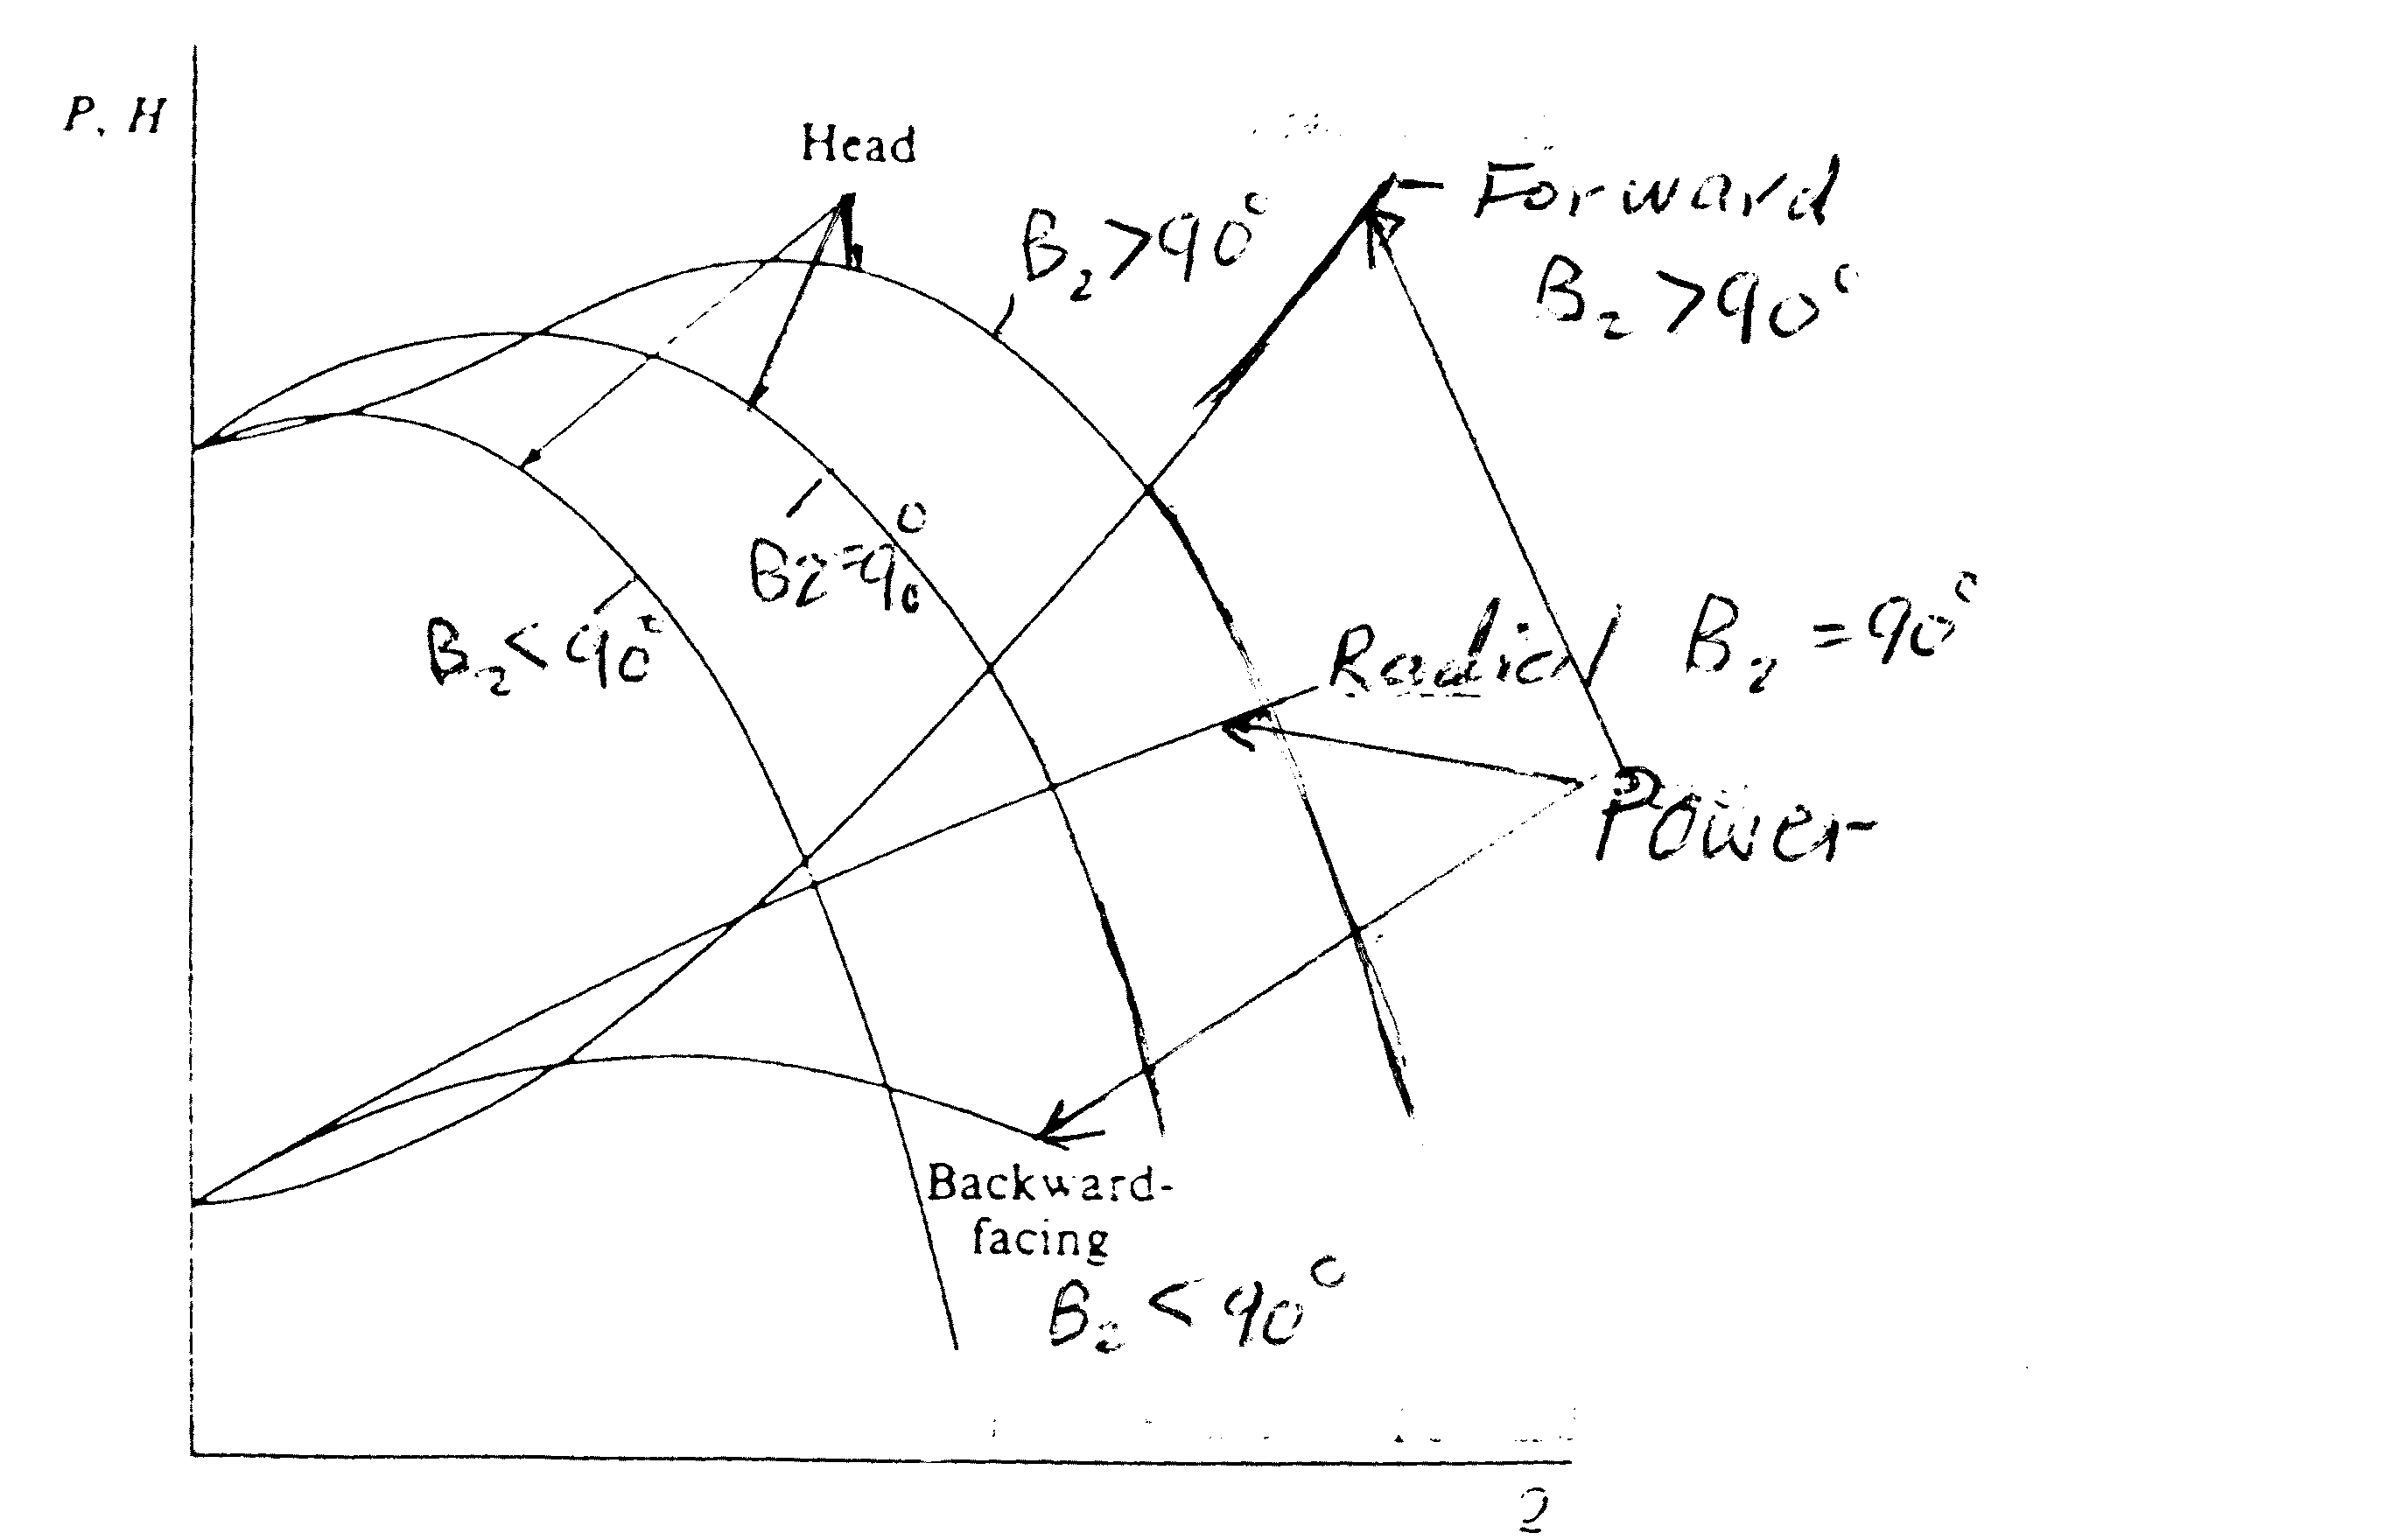 P, H
Head
B₂>90°
Forward
B₂>90°
B2=90°
B₂<90°
Radial B₂=90°
Power
Backward-
facing
B₂<90°
Q